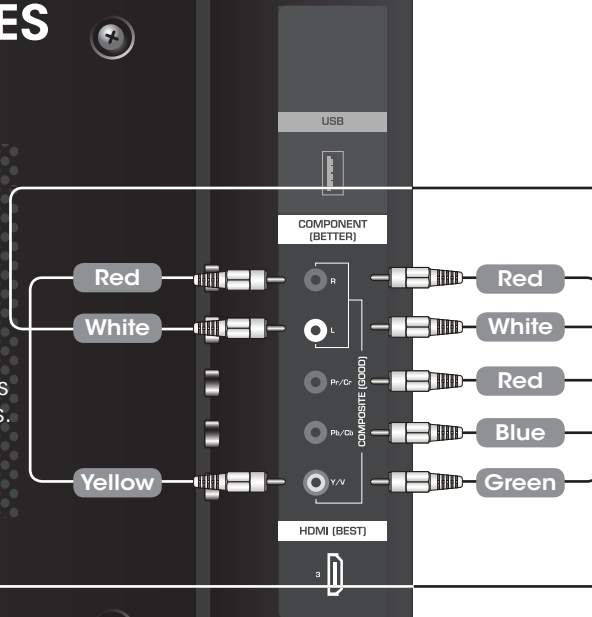 ES
USB
COMPONENT
(BETTER)
Red
R
Red
White
L
White
s
Pr/Cr
Red
s.
COMPOSITE (GOOD)
Pb/Cb
Blue
Yellow
Y/V
Green
HDMI (BEST)
3